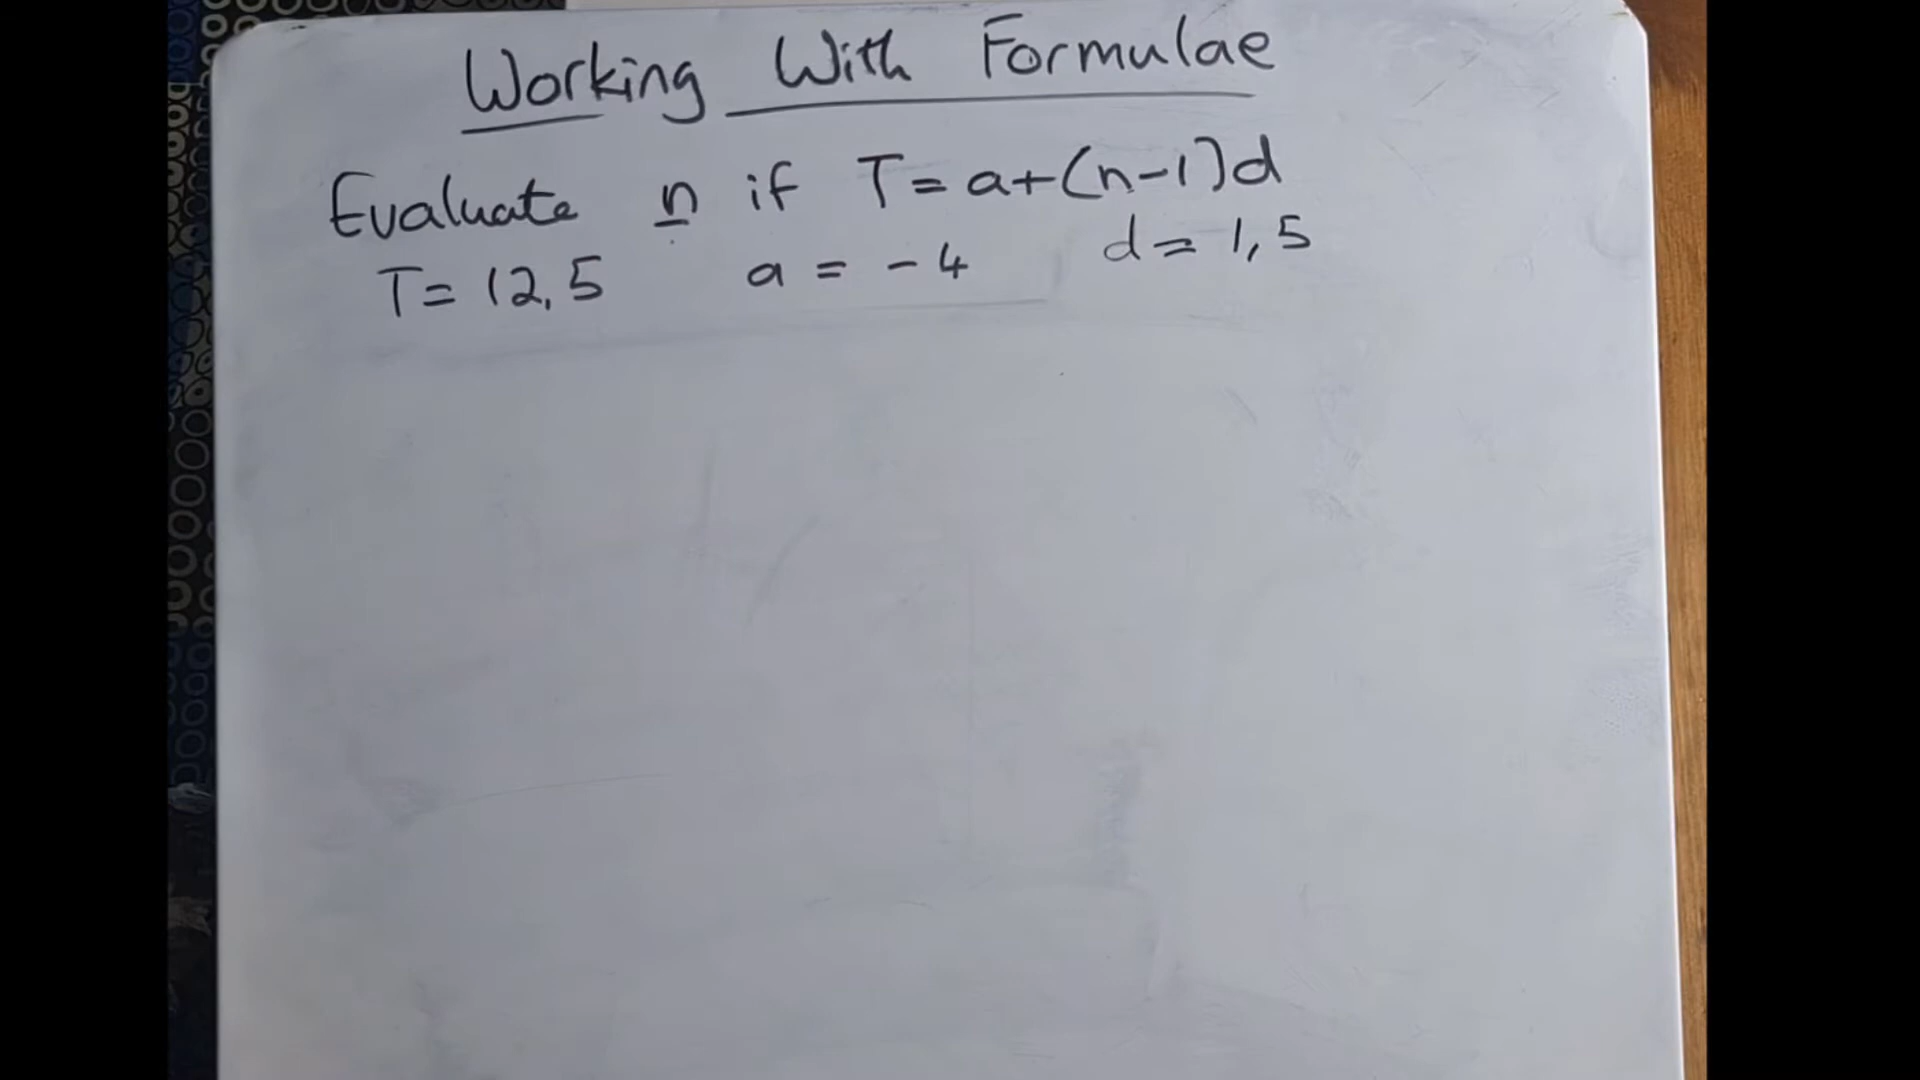 Working With Formulae
Evaluate n if T = a+(n-1)d
T = 12,5 a = -4 d = 1,5